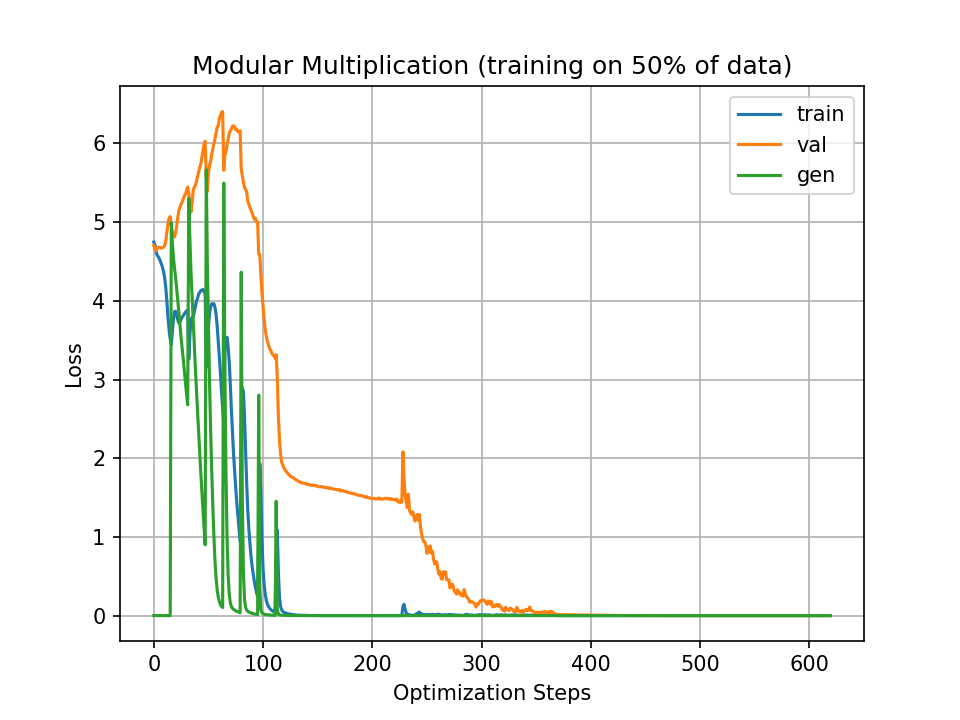 Modular Multiplication (training on 50% of data)
train
val
gen
Loss
6
5
4
3
2
1
0
0 100 200 300 400 500 600
Optimization Steps